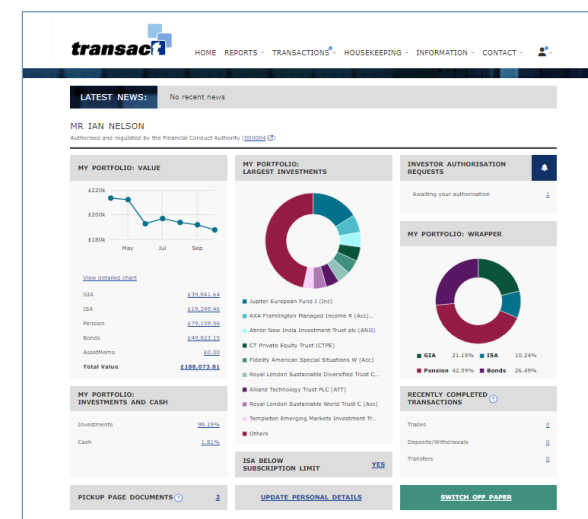 transact
HOME REPORTS TRANSACTIONS HOUSEKEEPING INFORMATION CONTACT
LATEST NEWS: No recent news
MR IAN NELSON
Authorised and regulated by the Financial Conduct Authority (000004)
MY PORTFOLIO: VALUE
£220k
£200k
£180k
May Jul Sep
View detailed chart
GIA £39,841.64
ISA £19,249.46
Pension £79,159.56
Bonds £49,823.15
AssetMemo £0.00
Total Value £188,073.81
MY PORTFOLIO:
INVESTMENTS AND CASH
Investments 98.19%
Cash 1.81%
PICKUP PAGE DOCUMENTS ? 2
MY PORTFOLIO:
LARGEST INVESTMENTS
Jupiter European Fund I (Inc)
AXA Framlington Managed Income R (Acc)...
Abrdn New India Investment Trust plc (ANII)
CT Private Equity Trust (CTPE)
Fidelity American Special Situations W (Acc)
Royal London Sustainable Diversified Trust C...
Allianz Technology Trust PLC (ATT)
Royal London Sustainable World Trust C (Acc)
Templeton Emerging Markets Investment Tr...
Others
ISA BELOW
SUBSCRIPTION LIMIT YES
UPDATE PERSONAL DETAILS
INVESTOR AUTHORISATION
REQUESTS
Awaiting your authorisation 1
MY PORTFOLIO: WRAPPER
GIA 21.18% ISA 10.24%
Pension 42.09% Bonds 26.49%
RECENTLY COMPLETED
TRANSACTIONS ?
Trades 0
Deposits/Withdrawals 0
Transfers 0
SWITCH OFF PAPER